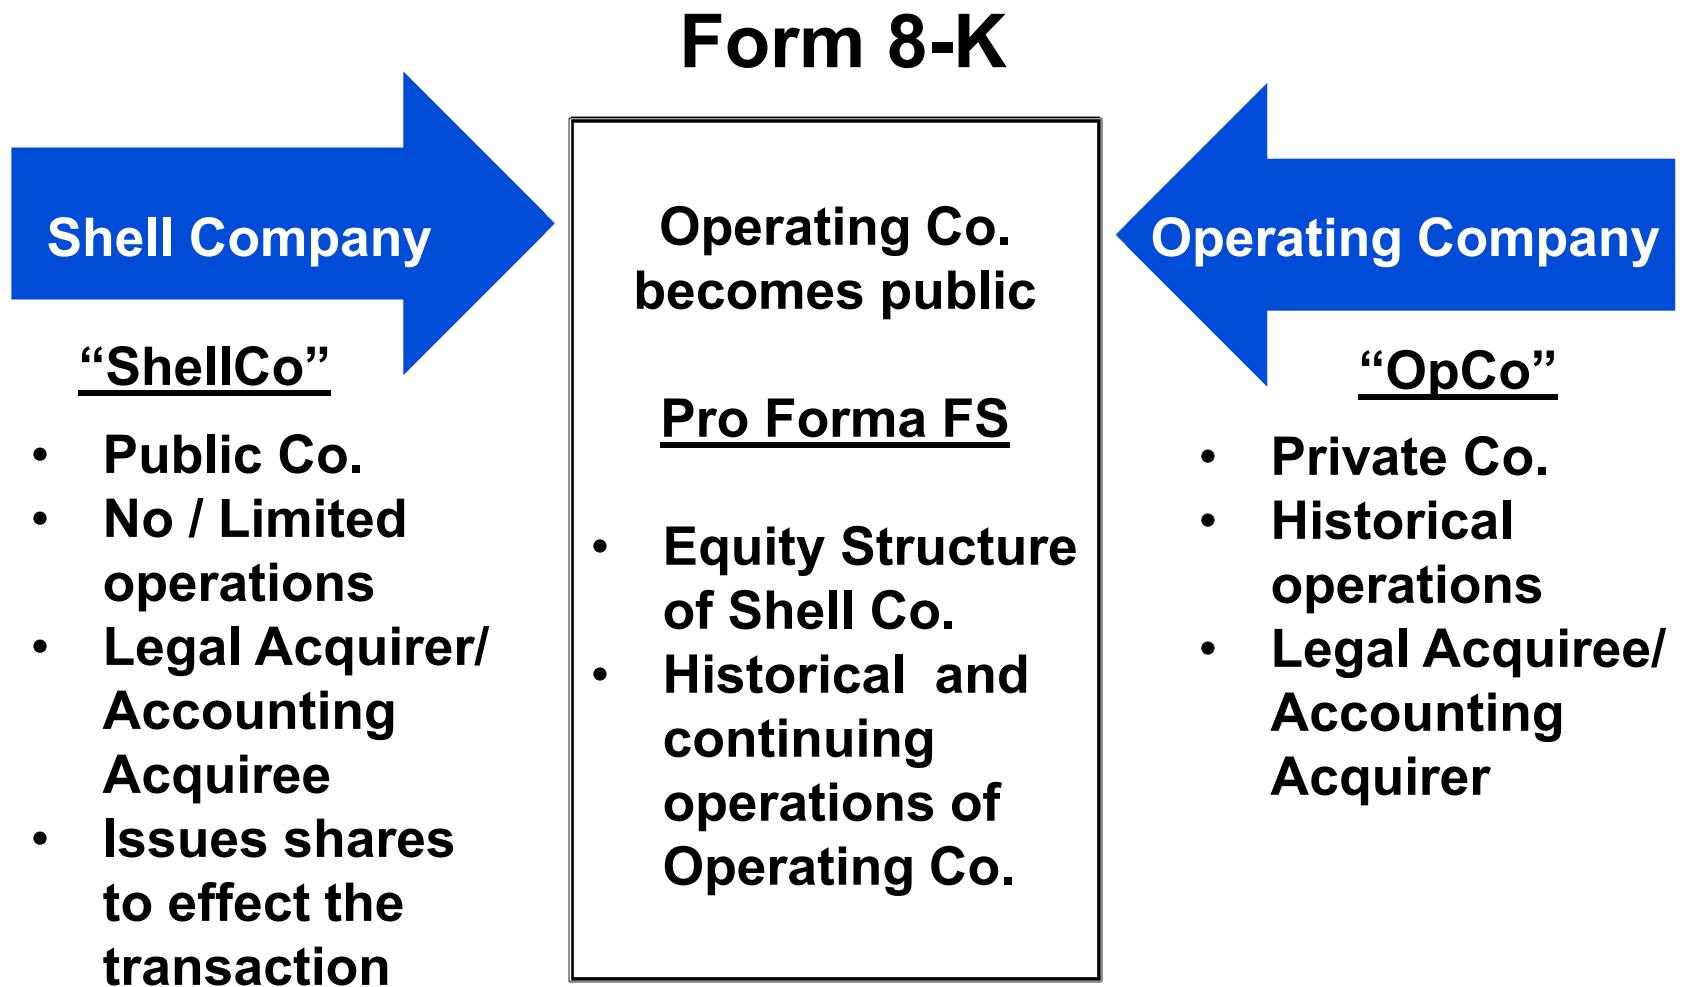 Form 8-K
Shell Company
“ShellCo”
• Public Co.
• No / Limited
operations
• Legal Acquirer/
Accounting
Acquiree
• Issues shares
to effect the
transaction
Operating Co.
becomes public
Pro Forma FS
• Equity Structure
of Shell Co.
• Historical and
continuing
operations of
Operating Co.
Operating Company
“OpCo”
• Private Co.
• Historical
operations
• Legal Acquiree/
Accounting
Acquirer